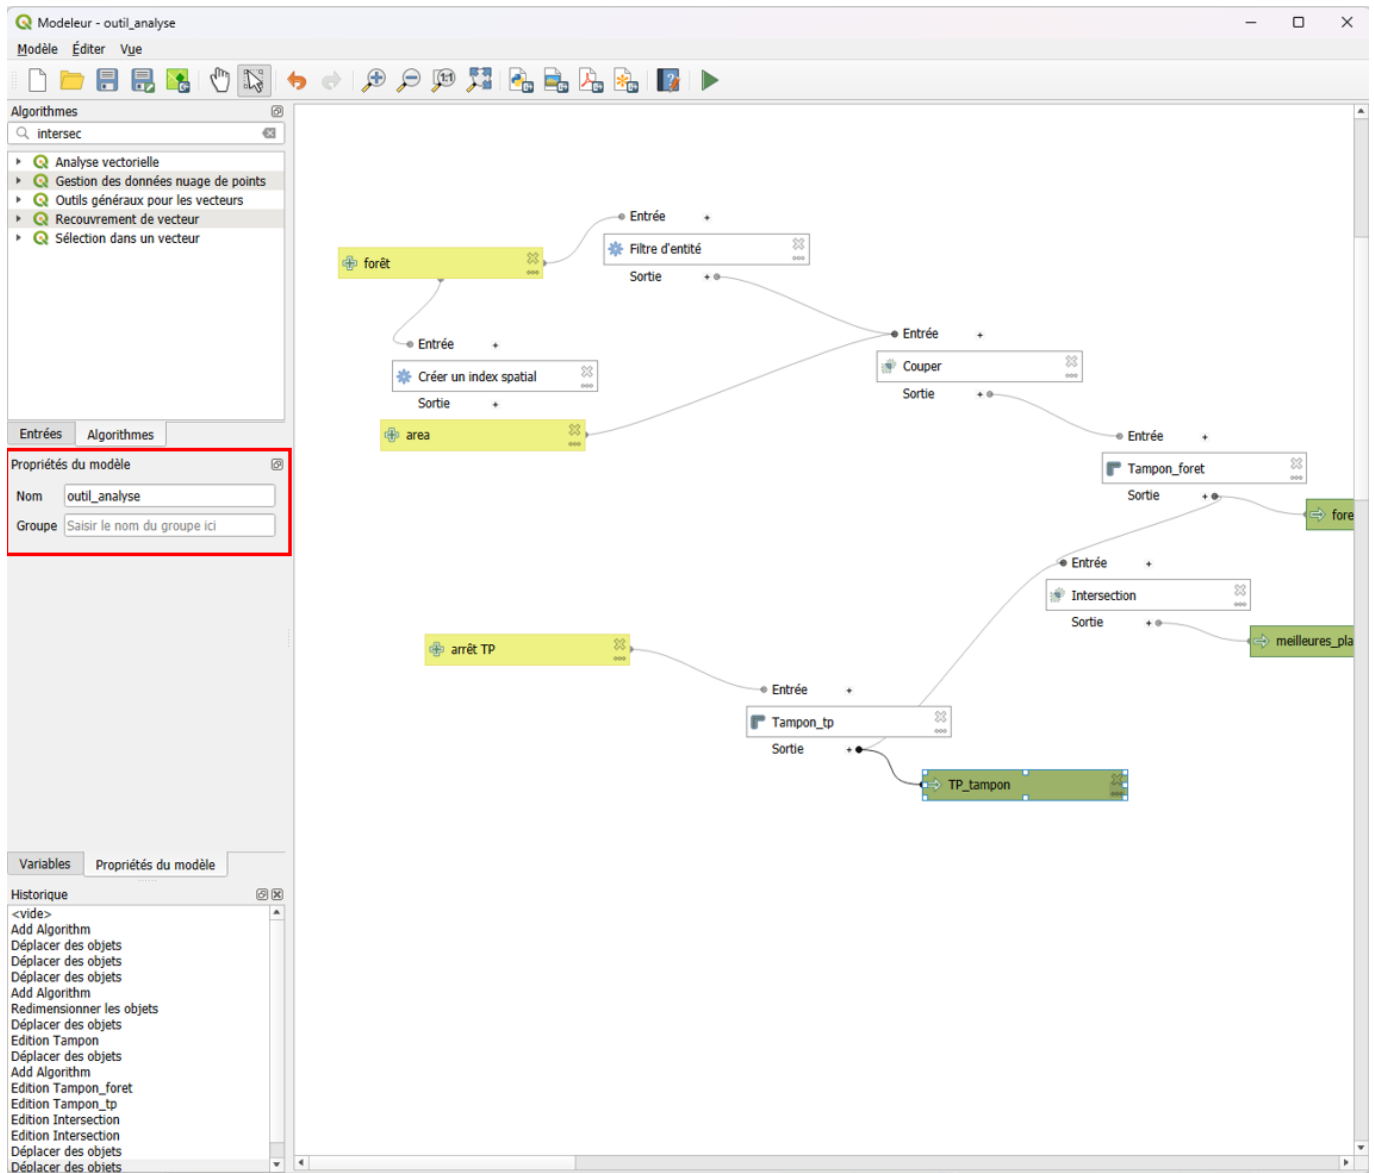 Modeleur - outil_analyse
Modèle Éditer Vue
Algorithmes
intersec
Analyse vectorielle
Gestion des données nuage de points
Outils généraux pour les vecteurs
Recouvrement de vecteur
Sélection dans un vecteur
Entrées Algorithmes
Propriétés du modèle
Nom outil_analyse
Groupe Saisir le nom du groupe ici
Variables Propriétés du modèle
Historique
<vide>
Add Algorithm
Déplacer des objets
Déplacer des objets
Déplacer des objets
Add Algorithm
Redimensionner les objets
Déplacer des objets
Edition Tampon
Déplacer des objets
Add Algorithm
Edition Tampon_foret
Edition Tampon_tp
Edition Intersection
Edition Intersection
Déplacer des objets
Déplacer des objets
Entrée +
Filtre d'entité
Sortie +
forêt
Entrée +
Créer un index spatial
Sortie +
area
Entrée +
Couper
Sortie +
Entrée +
Tampon_foret
Sortie +
fore
Entrée +
Intersection
Sortie +
meilleures_pla
arrêt TP
Entrée +
Tampon_tp
Sortie +
TP_tampon